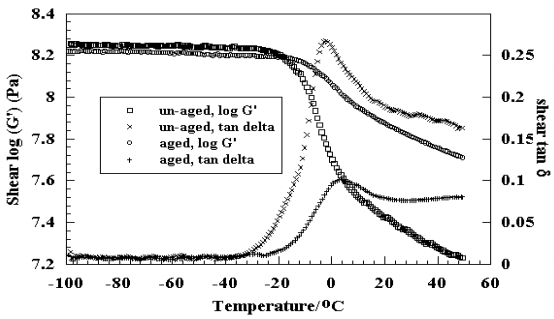 8.4
8.2
8
7.8
7.6
7.4
7.2
Shear log (G') (Pa)
un-aged, log G'
un-aged, tan delta
aged, log G'
aged, tan delta
0.25
0.2
0.15
0.1
0.05
0
shear tan δ
-100 -80 -60 -40 -20 0 20 40 60
Temperature/°C